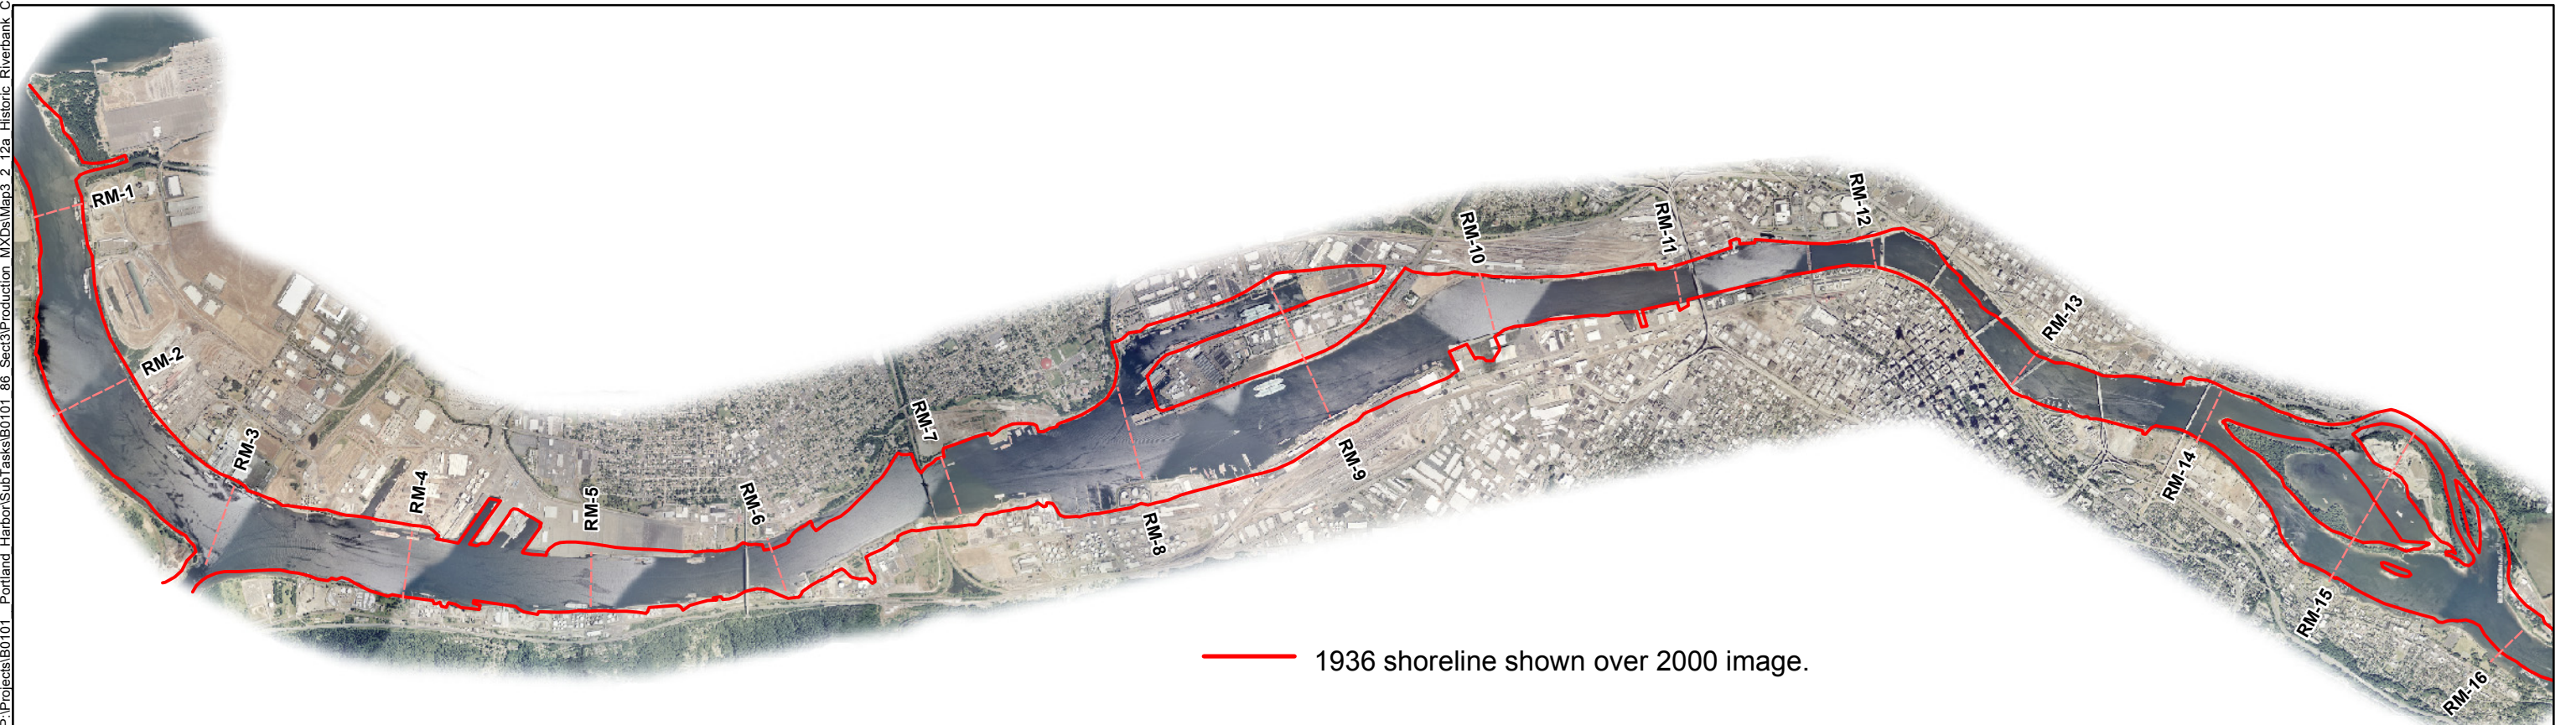 P:\Projects\B0101 Portland_Harbor\SubTasks\B0101_86_Sect3\Production_MXDs\Map3_2_12a_Historic_Riverbank_C
RM-1
RM-2
RM-3
RM-4
RM-5
RM-6
RM-7
RM-8
RM-9
RM-10
RM-11
RM-12
RM-13
RM-14
RM-15
RM-16
1936 shoreline shown over 2000 image.